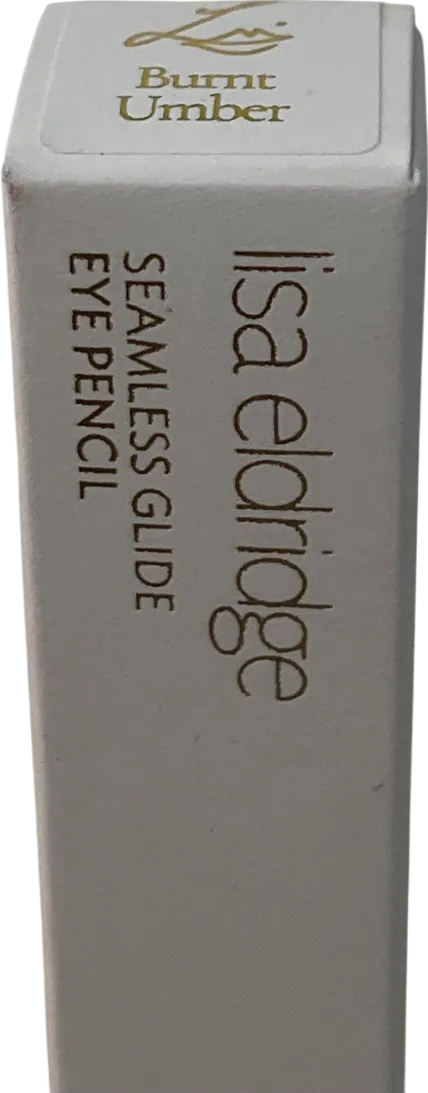 Burnt
Umber
lisa eldridge
SEAMLESS GLIDE
EYE PENCIL